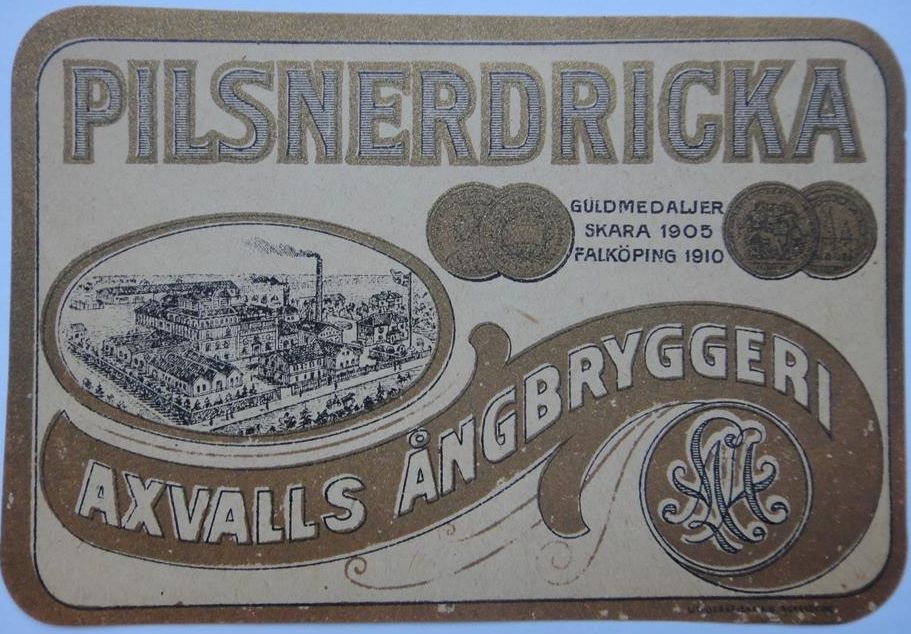 PILSNERDRICKA
GULDMEDALJER
SKARA 1905
FALKÖPING 1910
AXVALLS ÅNGBRYGGERI